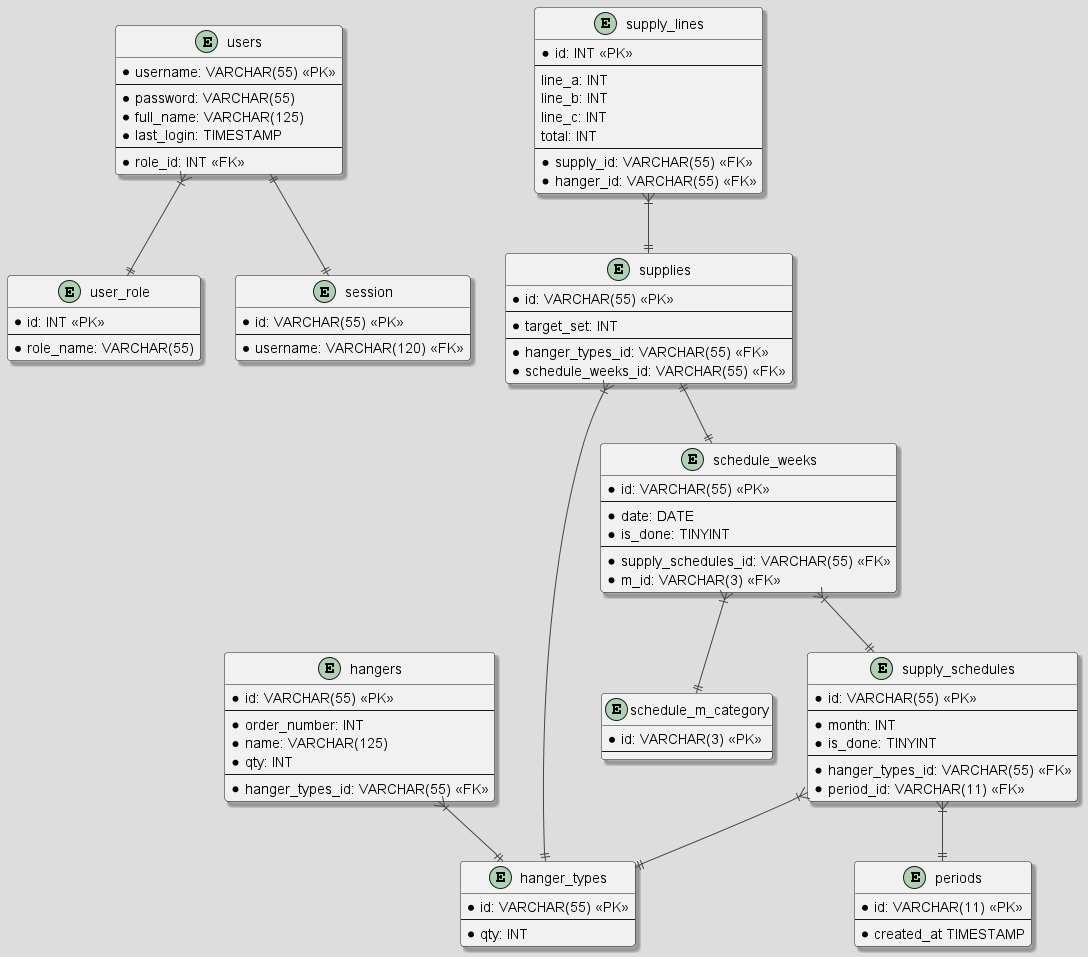 E users
* username: VARCHAR(55) «PK»
* password: VARCHAR(55)
* full_name: VARCHAR(125)
* last_login: TIMESTAMP
* role_id: INT «FK»
E supply_lines
* id: INT «PK»
line_a: INT
line_b: INT
line_c: INT
total: INT
* supply_id: VARCHAR(55) «FK»
* hanger_id: VARCHAR(55) «FK»
E user_role
* id: INT «PK»
* role_name: VARCHAR(55)
E session
* id: VARCHAR(55) «PK»
* username: VARCHAR(120) «FK»
E supplies
* id: VARCHAR(55) «PK»
* target_set: INT
* hanger_types_id: VARCHAR(55) «FK»
* schedule_weeks_id: VARCHAR(55) «FK»
E schedule_weeks
* id: VARCHAR(55) «PK»
* date: DATE
* is_done: TINYINT
* supply_schedules_id: VARCHAR(55) «FK»
* m_id: VARCHAR(3) «FK»
E hangers
* id: VARCHAR(55) «PK»
* order_number: INT
* name: VARCHAR(125)
* qty: INT
* hanger_types_id: VARCHAR(55) «FK»
E schedule_m_category
* id: VARCHAR(3) «PK»
E supply_schedules
* id: VARCHAR(55) «PK»
* month: INT
* is_done: TINYINT
* hanger_types_id: VARCHAR(55) «FK»
* period_id: VARCHAR(11) «FK»
E hanger_types
* id: VARCHAR(55) «PK»
* qty: INT
E periods
* id: VARCHAR(11) «PK»
* created_at TIMESTAMP